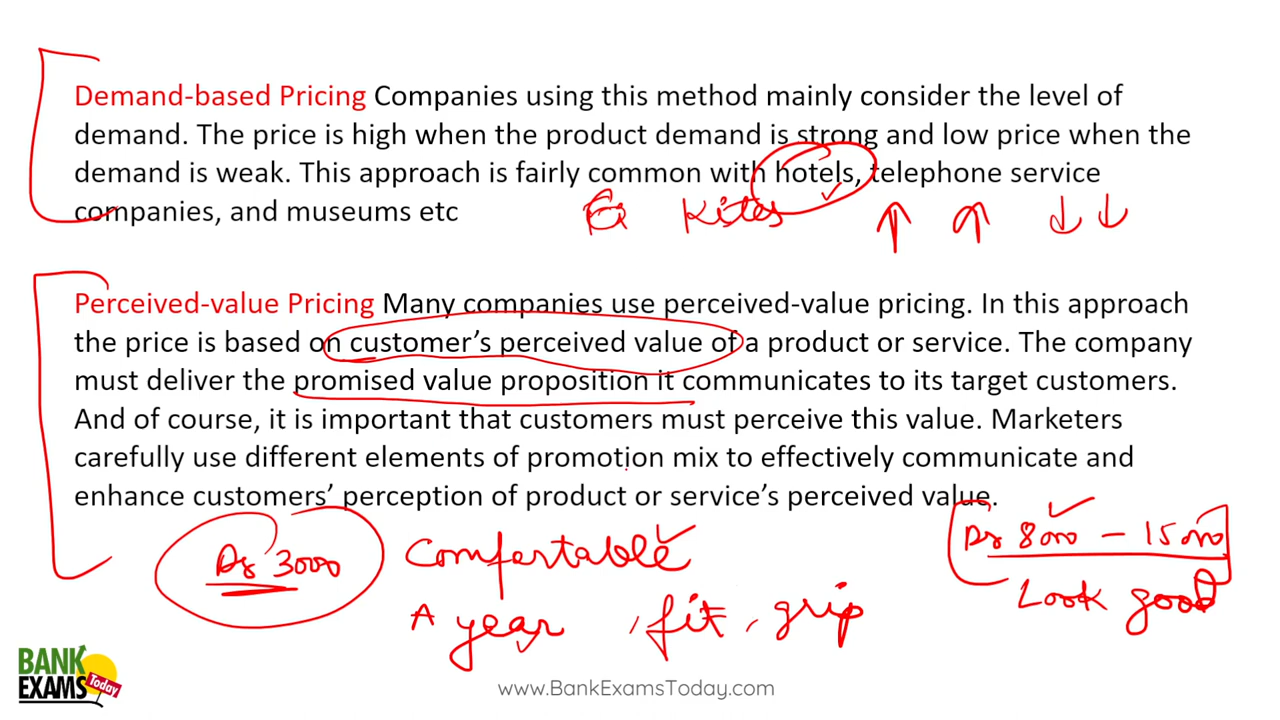 Demand-based Pricing Companies using this method mainly consider the level of
demand. The price is high when the product demand is strong and low price when the
demand is weak. This approach is fairly common with hotels, telephone service
companies, and museums etc
Ex Kites
Perceived-value Pricing Many companies use perceived-value pricing. In this approach
the price is based on customer's perceived value of a product or service. The company
must deliver the promised value proposition it communicates to its target customers.
And of course, it is important that customers must perceive this value. Marketers
carefully use different elements of promotion mix to effectively communicate and
enhance customers' perception of product or service's perceived value.
Rs 3000 Comfertable Rs 8000 - 15000
A year, fit, grip Look good
BANK
EXAMS Today
www.BankExamsToday.com